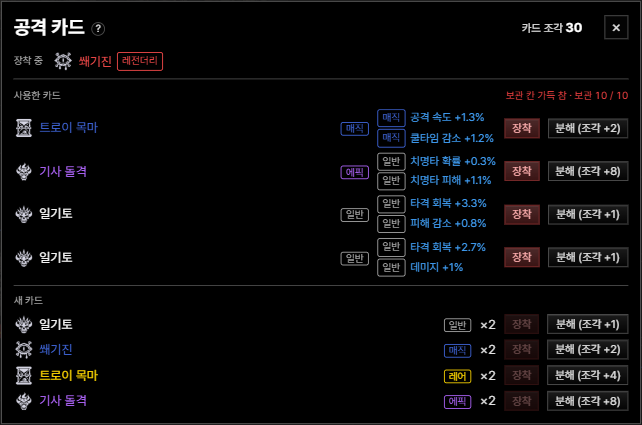 공격 카드 ? 카드 조각 30 ×
장착 중 쐐기진 레전더리
사용한 카드 보관 칸 가득 참 · 보관 10 / 10
트로이 목마 매직 매직 공격 속도 +1.3% 매직 쿨타임 감소 +1.2% 장착 분해 (조각 +2)
기사 돌격 에픽 일반 치명타 확률 +0.3% 일반 치명타 피해 +1.1% 장착 분해 (조각 +8)
일기토 일반 일반 타격 회복 +3.3% 일반 피해 감소 +0.8% 장착 분해 (조각 +1)
일기토 일반 일반 타격 회복 +2.7% 일반 데미지 +1% 장착 분해 (조각 +1)
새 카드
일기토 일반 ×2 장착 분해 (조각 +1)
쐐기진 매직 ×2 장착 분해 (조각 +2)
트로이 목마 레어 ×2 장착 분해 (조각 +4)
기사 돌격 에픽 ×2 장착 분해 (조각 +8)